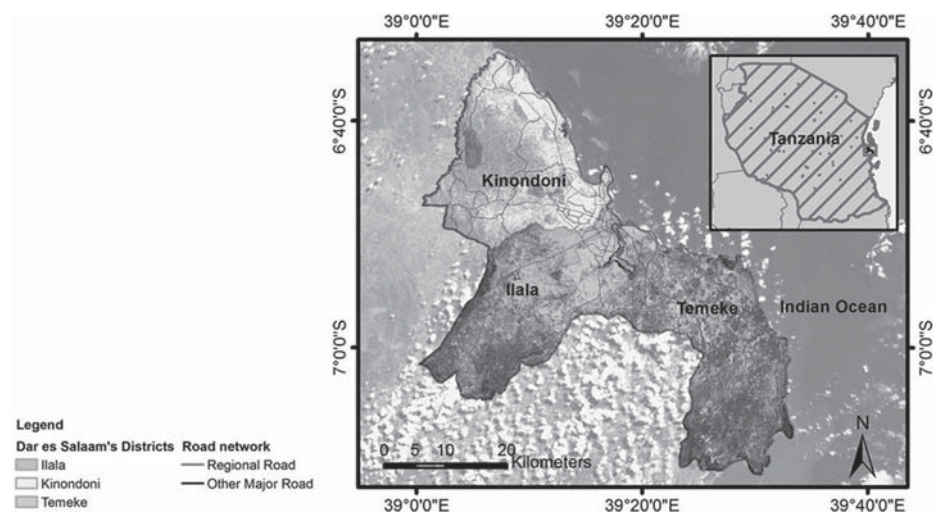 39°0'0"E 39°20'0"E 39°40'0"E
6°40'0"S 6°40'0"S
Tanzania
Kinondoni
Ilala
Temeke
Indian Ocean
7°0'0"S 7°0'0"S
N
0 5 10 20
Kilometers
39°0'0"E 39°20'0"E 39°40'0"E
Legend
Dar es Salaam's Districts Road network
Ilala Regional Road
Kinondoni Other Major Road
Temeke